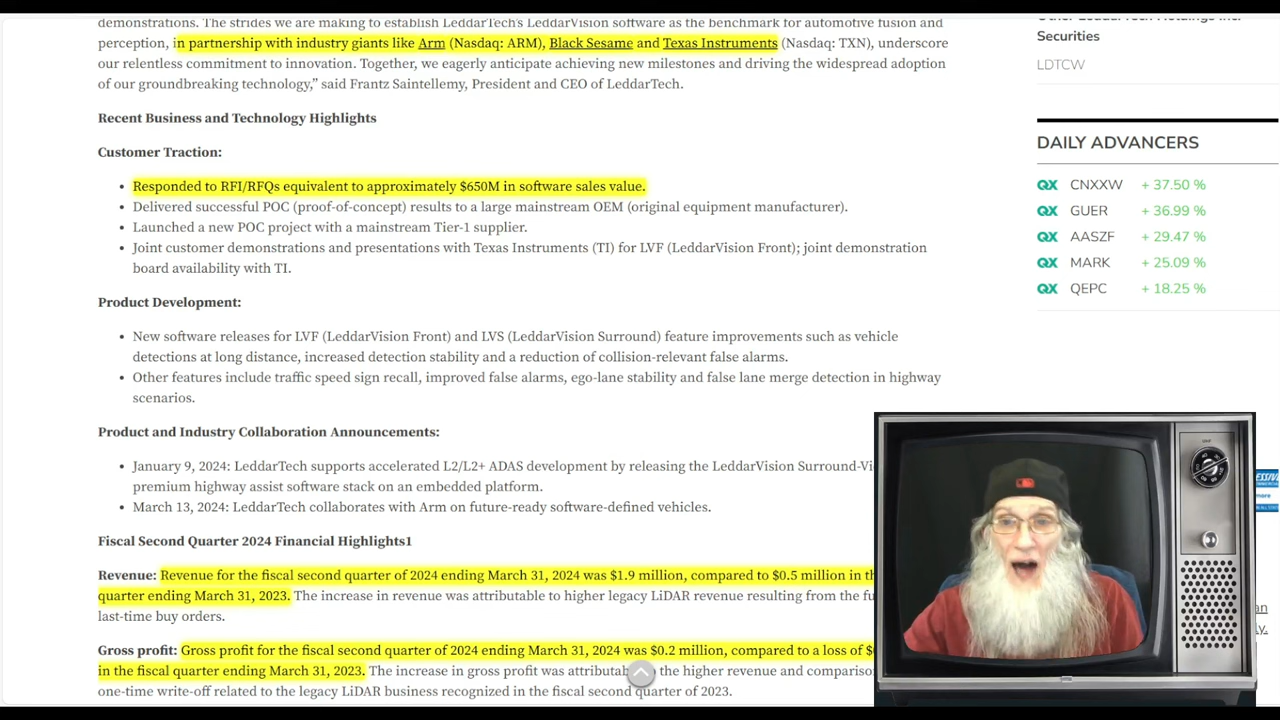 demonstrations. The strides we are making to establish LeddarTech's LeddarVision software as the benchmark for automotive fusion and
perception, in partnership with industry giants like Arm (Nasdaq: ARM), Black Sesame and Texas Instruments (Nasdaq: TXN), underscore
our relentless commitment to innovation. Together, we eagerly anticipate achieving new milestones and driving the widespread adoption
of our groundbreaking technology,” said Frantz Saintellemy, President and CEO of LeddarTech.
Recent Business and Technology Highlights
Customer Traction:
• Responded to RFI/RFQs equivalent to approximately $650M in software sales value.
• Delivered successful POC (proof-of-concept) results to a large mainstream OEM (original equipment manufacturer).
• Launched a new POC project with a mainstream Tier-1 supplier.
• Joint customer demonstrations and presentations with Texas Instruments (TI) for LVF (LeddarVision Front); joint demonstration
board availability with TI.
Product Development:
• New software releases for LVF (LeddarVision Front) and LVS (LeddarVision Surround) feature improvements such as vehicle
detections at long distance, increased detection stability and a reduction of collision-relevant false alarms.
• Other features include traffic speed sign recall, improved false alarms, ego-lane stability and false lane merge detection in highway
scenarios.
Product and Industry Collaboration Announcements:
• January 9, 2024: LeddarTech supports accelerated L2/L2+ ADAS development by releasing the LeddarVision Surround-Vi
premium highway assist software stack on an embedded platform.
• March 13, 2024: LeddarTech collaborates with Arm on future-ready software-defined vehicles.
Fiscal Second Quarter 2024 Financial Highlights1
Revenue: Revenue for the fiscal second quarter of 2024 ending March 31, 2024 was $1.9 million, compared to $0.5 million in th
quarter ending March 31, 2023. The increase in revenue was attributable to higher legacy LiDAR revenue resulting from the fu
last-time buy orders.
Gross profit: Gross profit for the fiscal second quarter of 2024 ending March 31, 2024 was $0.2 million, compared to a loss of $
in the fiscal quarter ending March 31, 2023. The increase in gross profit was attributab the higher revenue and compariso
one-time write-off related to the legacy LiDAR business recognized in the fiscal second quarter of 2023.
Securities
LDTCW
DAILY ADVANCERS
QX CNXXW + 37.50 %
QX GUER + 36.99 %
QX AASZF + 29.47 %
QX MARK + 25.09 %
QX QEPC + 18.25 %